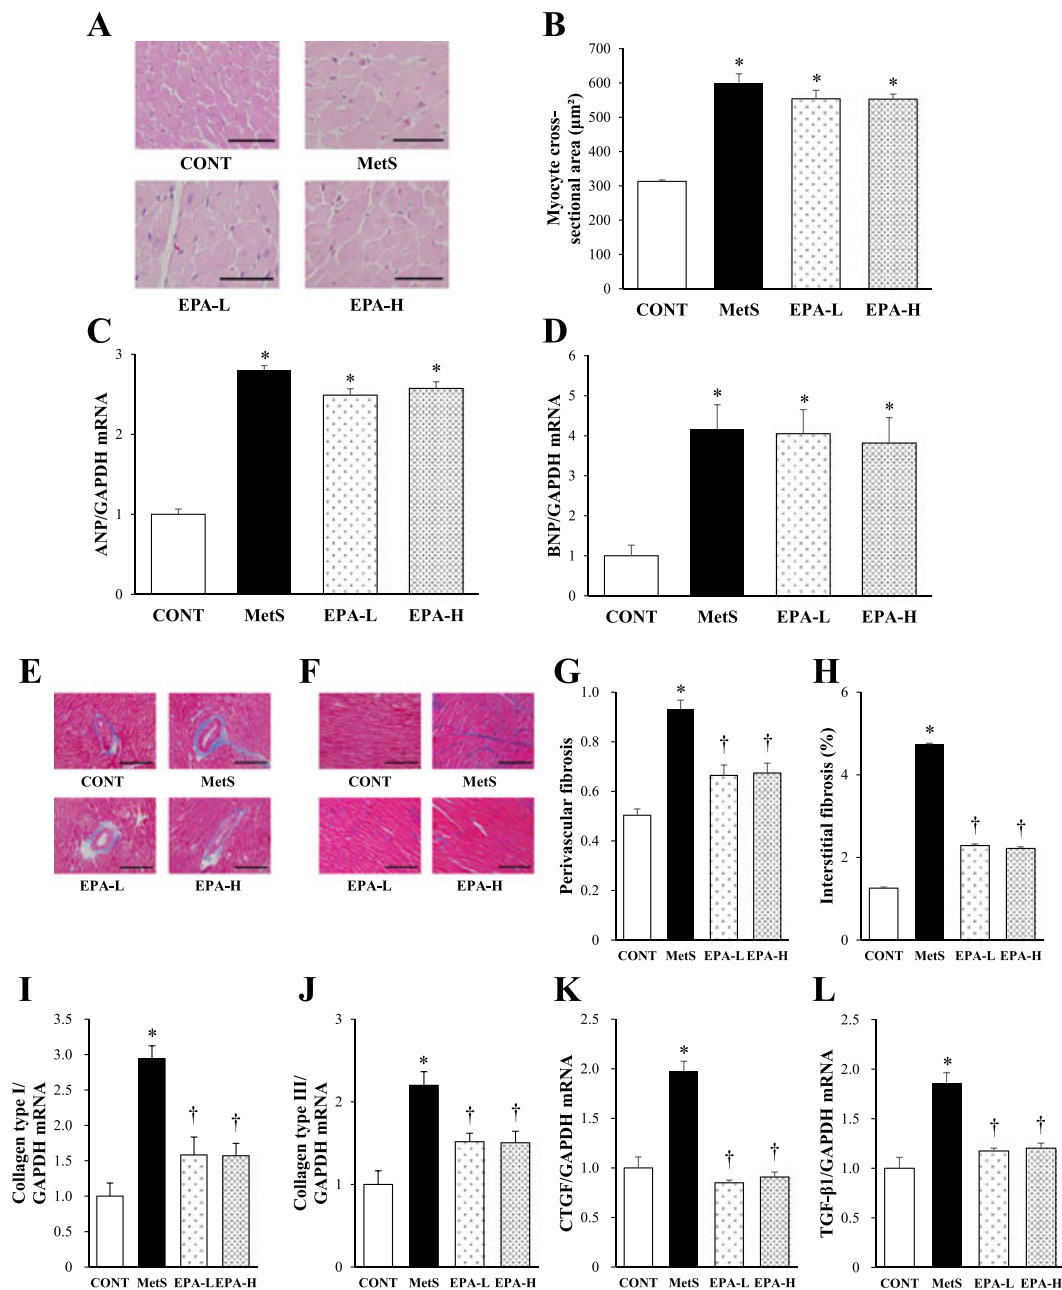 A
CONT
MetS
EPA-L
EPA-H
B
Myocyte cross-
sectional area (µm²)
700
600
500
400
300
200
100
0
*
*
*
CONT
MetS
EPA-L
EPA-H
C
ANP/GAPDH mRNA
3
2
1
0
*
*
*
CONT
MetS
EPA-L
EPA-H
D
BNP/GAPDH mRNA
6
5
4
3
2
1
0
*
*
*
CONT
MetS
EPA-L
EPA-H
E
CONT
MetS
EPA-L
EPA-H
F
CONT
MetS
EPA-L
EPA-H
G
Perivascular fibrosis
1.0
0.8
0.6
0.4
0.2
0
*
†
†
CONT
MetS
EPA-L
EPA-H
H
Interstitial fibrosis (%)
6
4
2
0
*
†
†
CONT
MetS
EPA-L
EPA-H
I
Collagen type I/
GAPDH mRNA
3.5
3.0
2.5
2.0
1.5
1.0
0.5
0.0
*
†
†
CONT
MetS
EPA-L
EPA-H
J
Collagen type III/
GAPDH mRNA
3
2
1
0
*
†
†
CONT
MetS
EPA-L
EPA-H
K
CTGF/GAPDH mRNA
2.5
2.0
1.5
1.0
0.5
0.0
*
†
†
CONT
MetS
EPA-L
EPA-H
L
TGF-β1/GAPDH mRNA
2.5
2.0
1.5
1.0
0.5
0.0
*
†
†
CONT
MetS
EPA-L
EPA-H